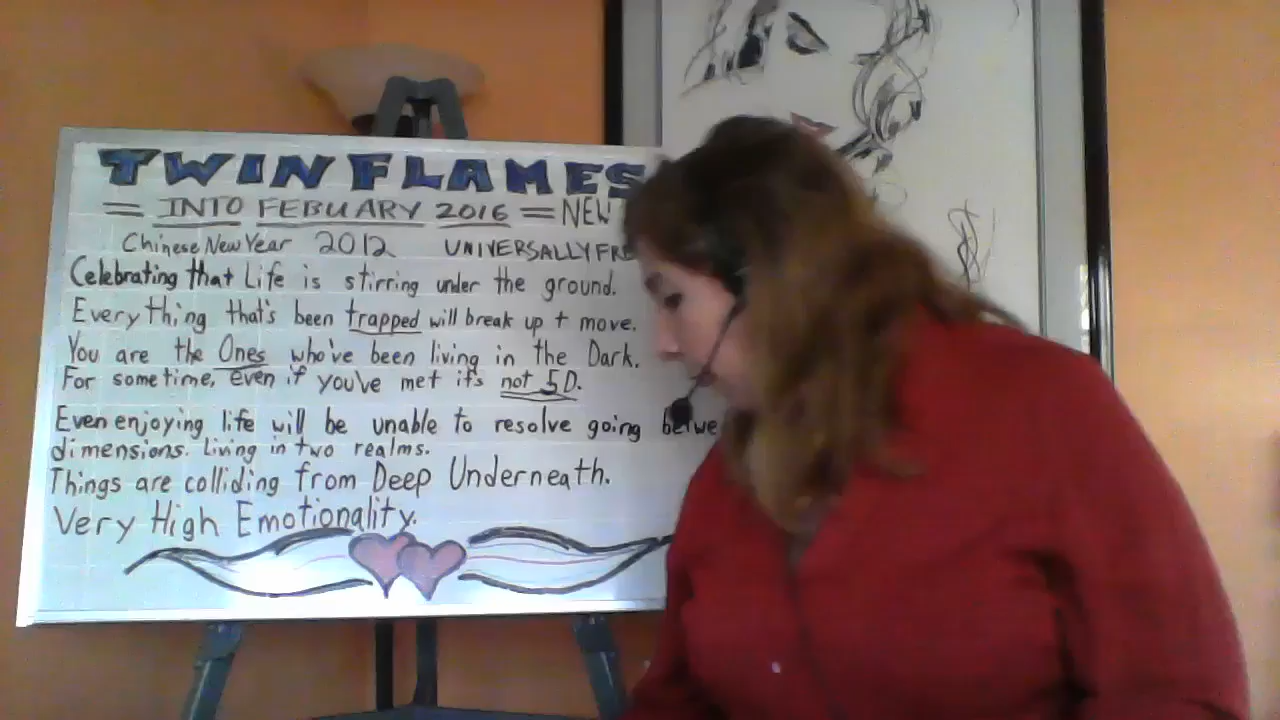 TWIN FLAMES
= INTO FEBUARY 2016 = NEW
Chinese New Year 2012 UNIVERSALLY FRE
Celebrating that Life is stirring under the ground.
Everything that's been trapped will break up + move.
You are the Ones who've been living in the Dark.
For sometime, even if you've met it's not 5D.
Even enjoying life will be unable to resolve going betwe
dimensions. Living in two realms.
Things are colliding from Deep Underneath.
Very High Emotionality.